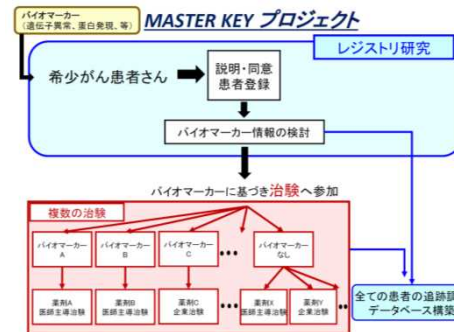 バイオマーカー
(遺伝子異常、蛋白発現、等)
MASTER KEY プロジェクト
レジストリ研究
希少がん患者さん
説明・同意
患者登録
バイオマーカー情報の検討
バイオマーカーに基づき治験へ参加
複数の治験
バイオマーカー
A
バイオマーカー
B
バイオマーカー
C
•••
バイオマーカー
なし
薬剤A
医師主導治験
薬剤B
医師主導治験
薬剤C
企業治験
•••
薬剤X
医師主導治験
薬剤Y
企業治験
••
全ての患者の追跡調
データベース構築